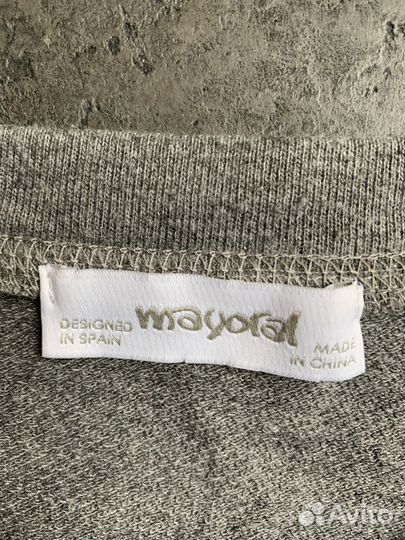 DESIGNED
IN SPAIN
mayoral
MADE
IN CHINA
Avito